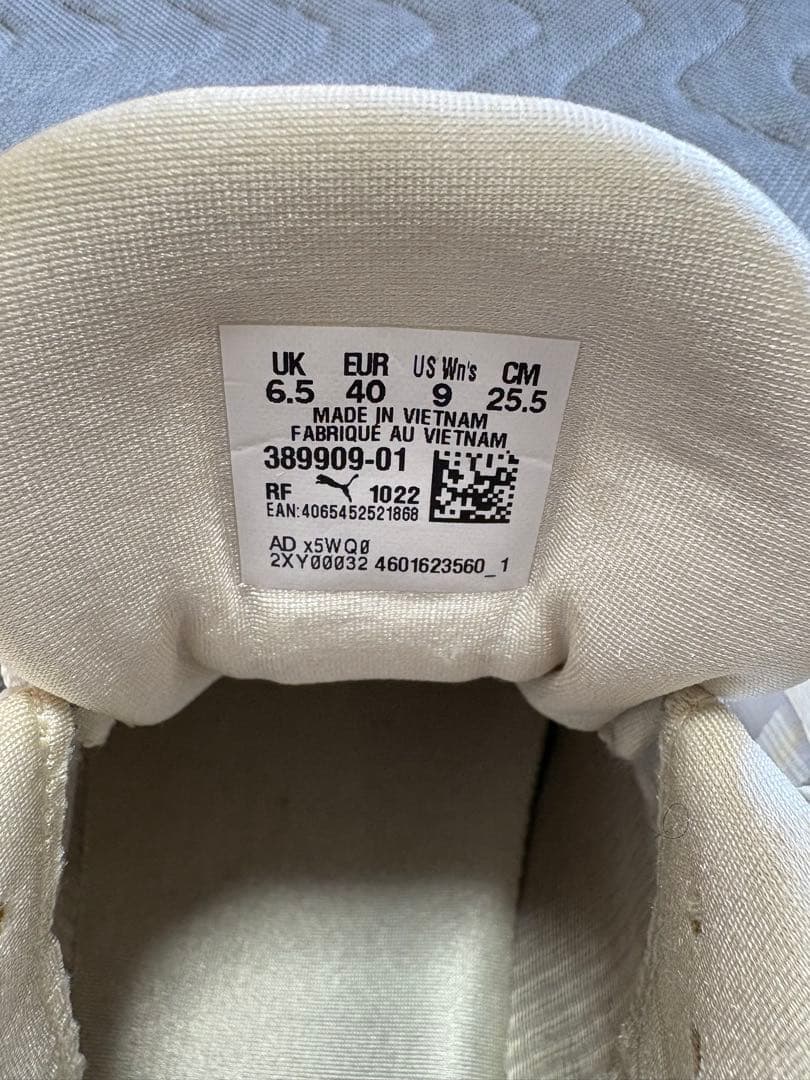 UK EUR US Wn's CM
6.5 40 9 25.5
MADE IN VIETNAM
FABRIQUÉ AU VIETNAM
389909-01
RF 1022
EAN:4065452521868
AD x5WQ0
2XY00032 4601623560_1